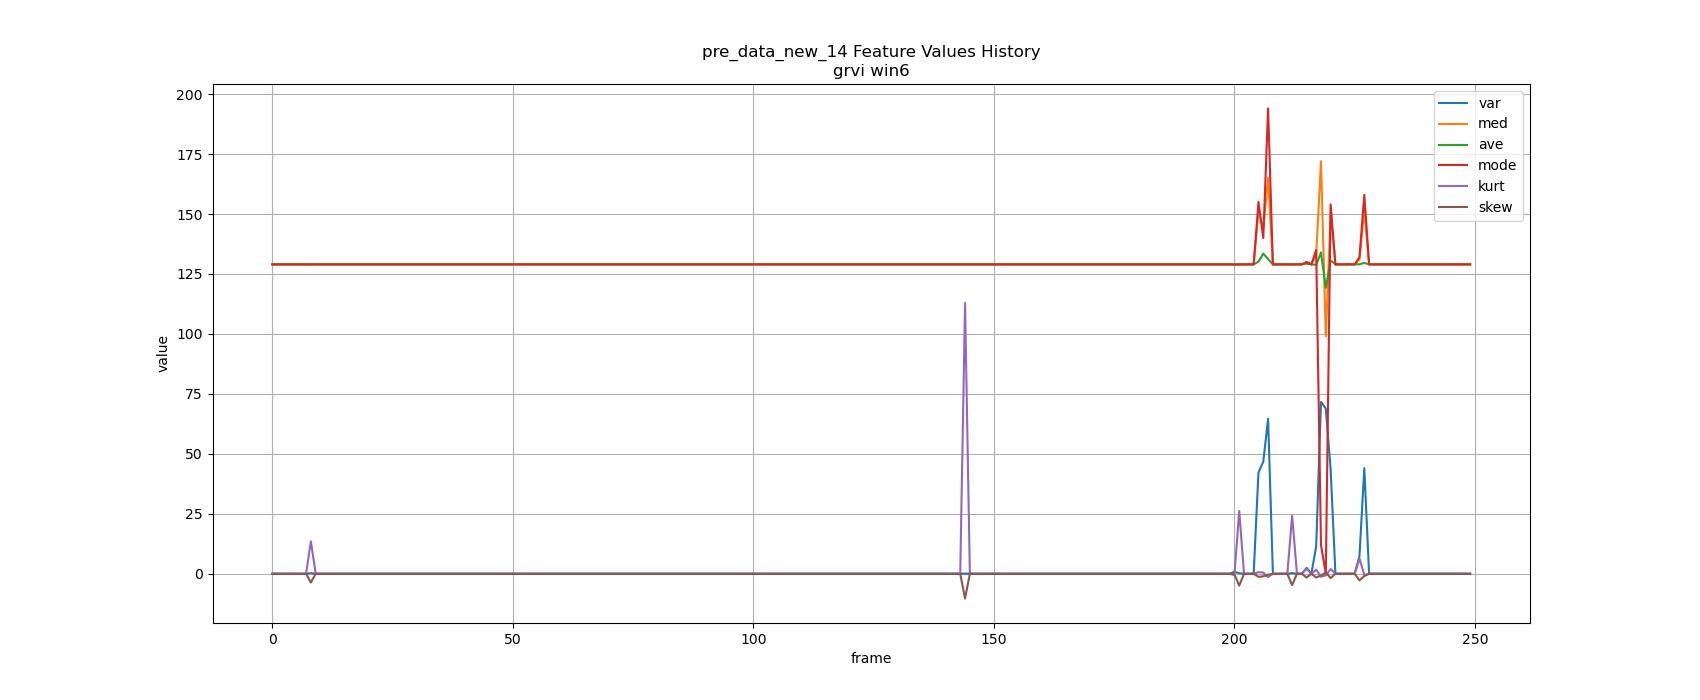 pre_data_new_14 Feature Values History
grvi win6
200
175
150
125
100
75
50
25
0
value
var
med
ave
mode
kurt
skew
0
50
100
150
200
250
frame